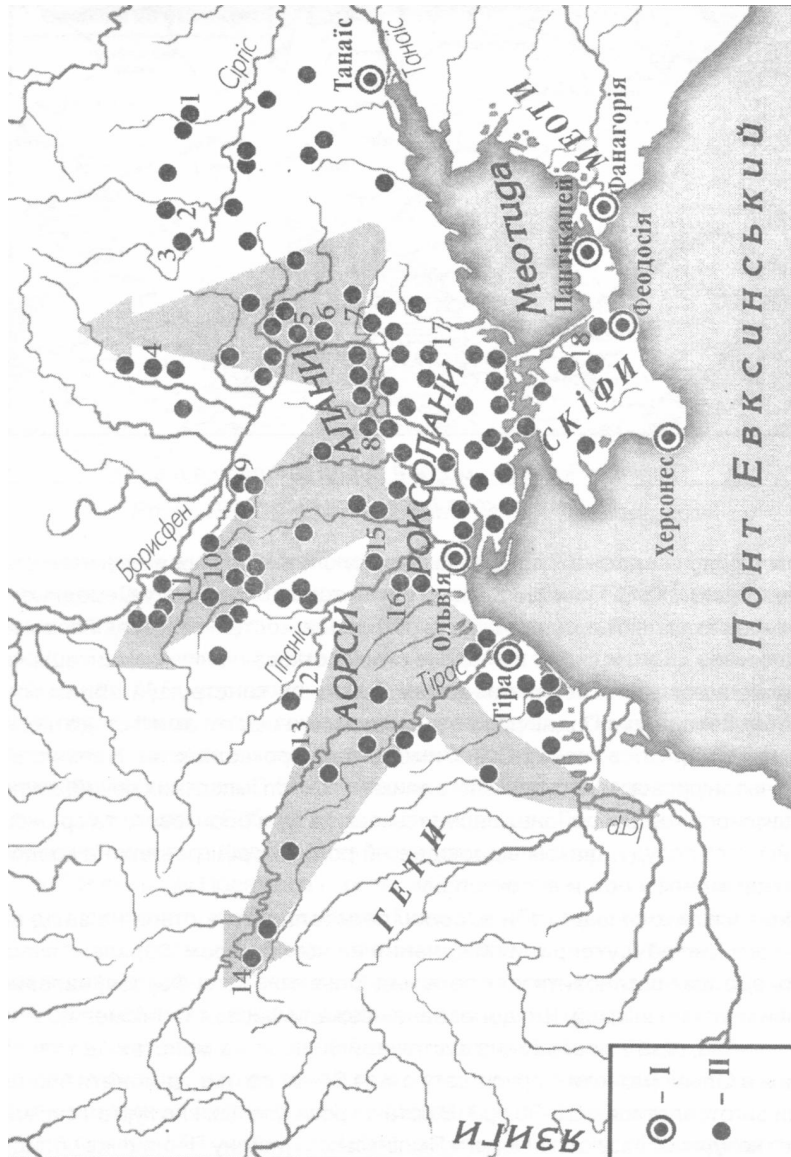 Сіргіс
Танаїс
Танаїс
МЕОТИ
Фанагорія
Пантікапей
Меотида
Феодосія
ПОНТ ЕВКСИНСЬКИЙ
1
2
3
4
5
6
7
АЛАНИ
8
17
18
СКІФИ
Херсонес
РОКСОЛАНИ
Борисфен
9
10
11
15
16
Ольвія
АОРСИ
Гіпаніс
12
13
Тірас
Тіра
14
ГЕТИ
Істр
ЯЗИГИ
– I
– II